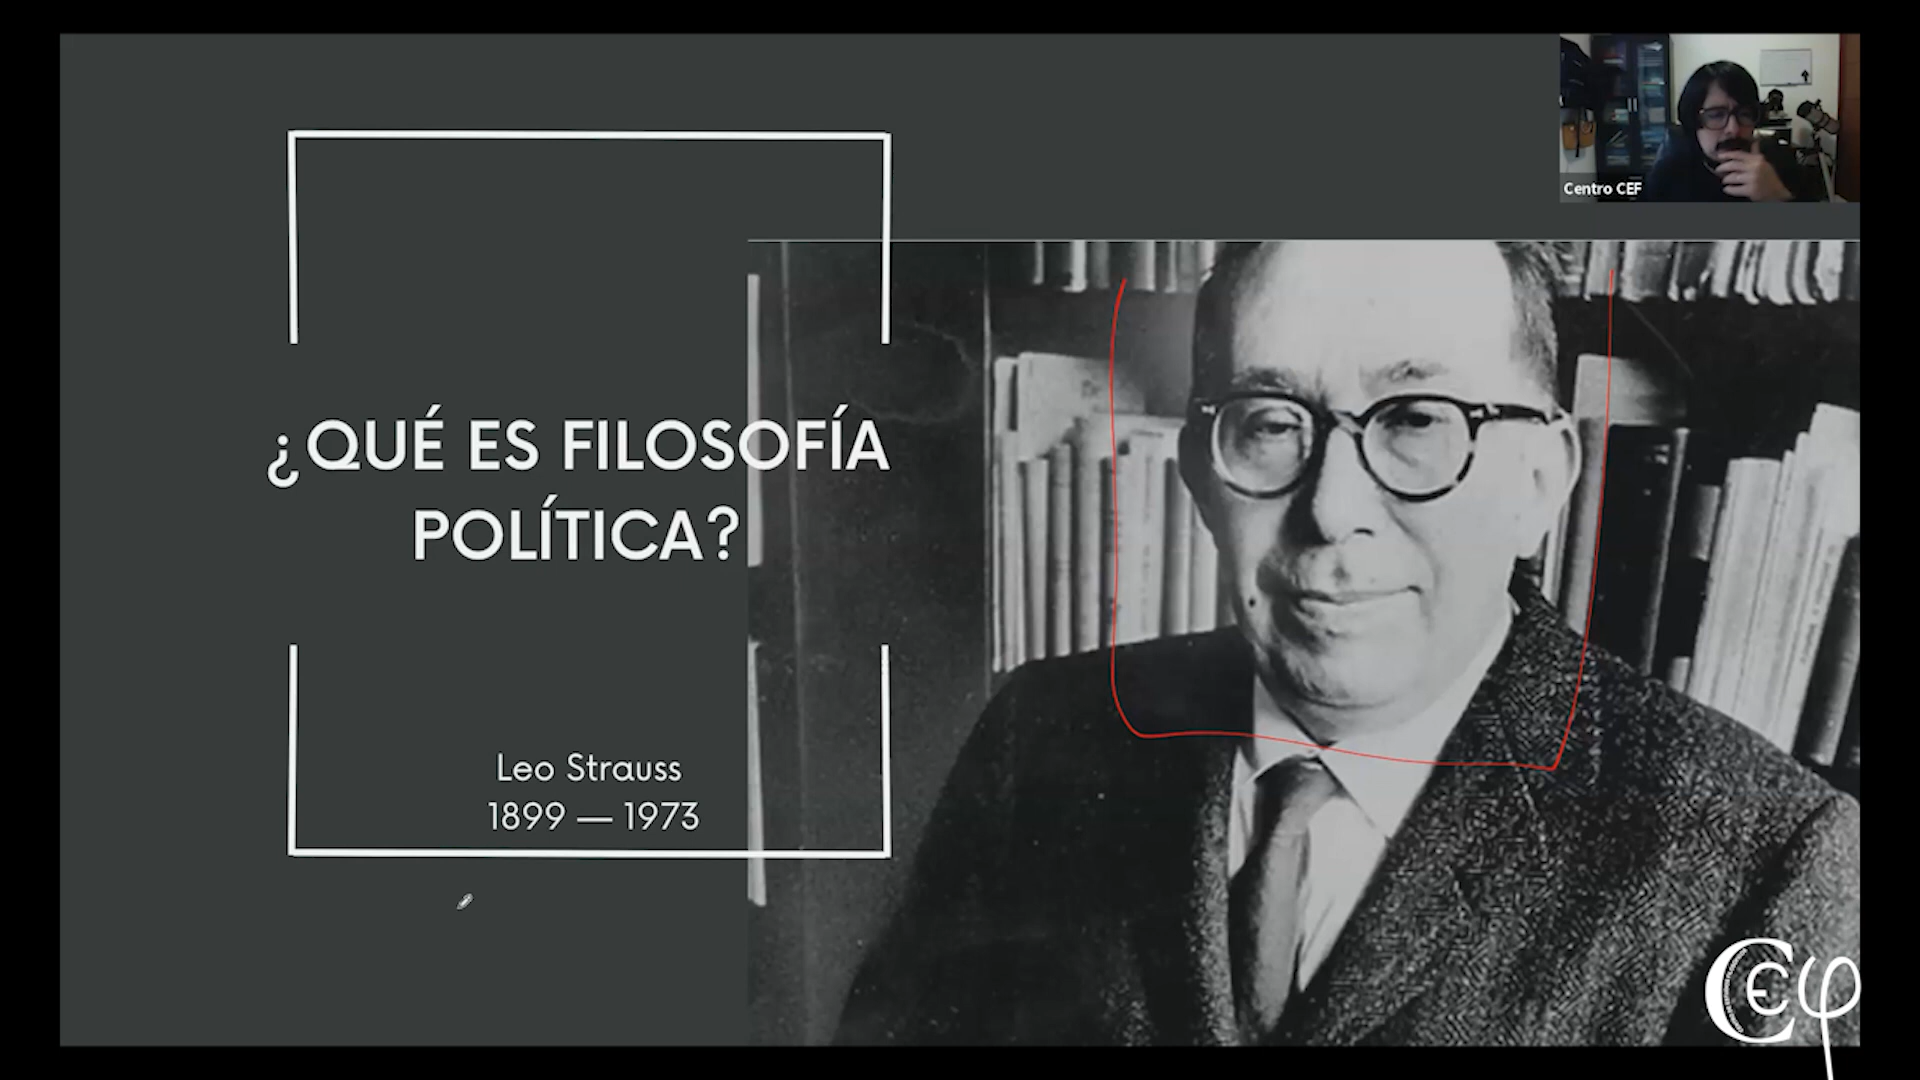 Centro CEF
¿QUÉ ES FILOSOFÍA
POLÍTICA?
Leo Strauss
1899 — 1973